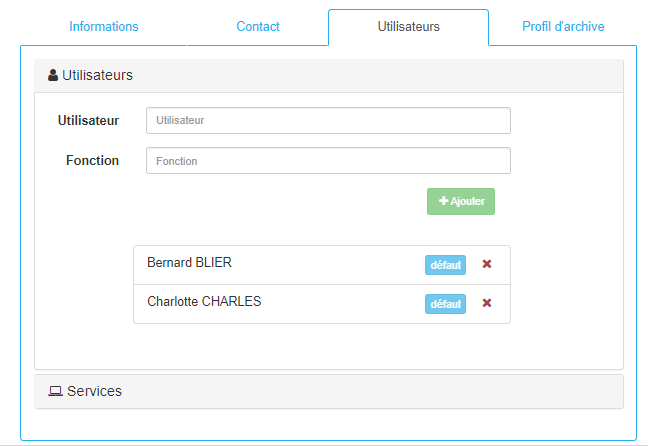 Informations Contact Utilisateurs Profil d'archive
Utilisateurs
Utilisateur Utilisateur
Fonction Fonction
Ajouter
Bernard BLIER défaut
Charlotte CHARLES défaut
Services